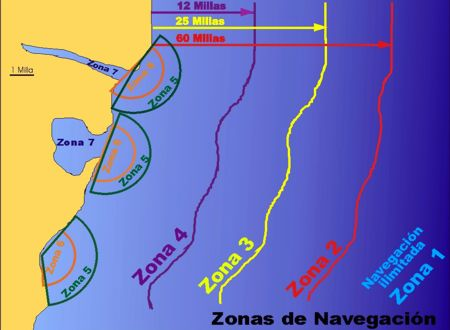 12 Millas
25 Millas
60 Millas
1 Milla
Zona 7
Zona 6
Zona 5
Zona 7
Zona 6
Zona 5
Zona 6
Zona 5
Zona 4
Zona 3
Zona 2
Navegación
ilimitada
Zona 1
Zonas de Navegación